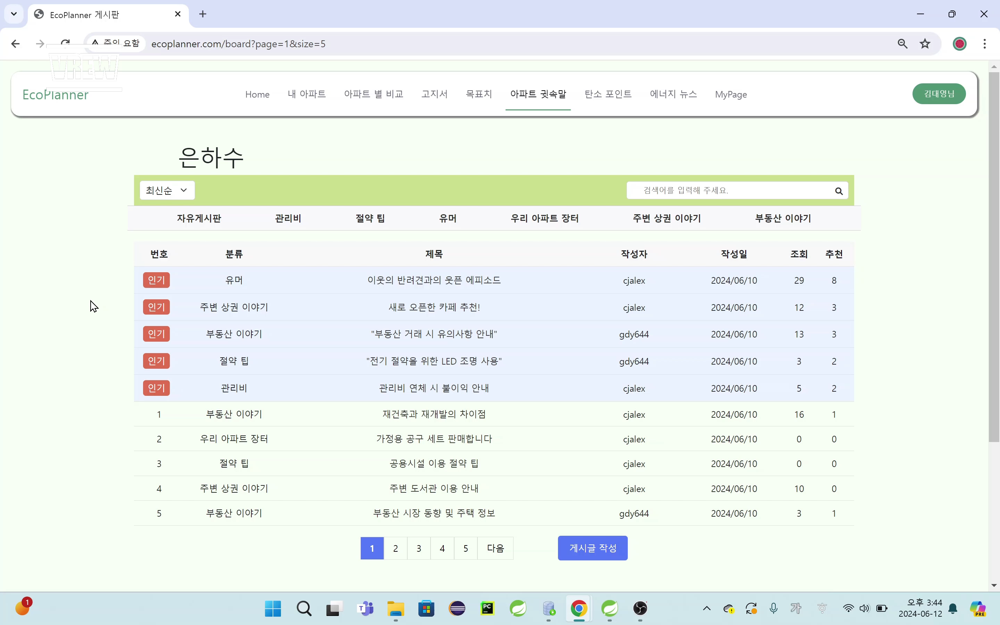 EcoPlanner 게시판
주의 요함
ecoplanner.com/board?page=1&size=5
VREW
EcoPlanner
Home 내 아파트 아파트 별 비교 고지서 목표치 아파트 귓속말 탄소 포인트 에너지 뉴스 MyPage
김대영님
은하수
최신순
검색어를 입력해 주세요.
자유게시판 관리비 절약 팁 유머 우리 아파트 장터 주변 상권 이야기 부동산 이야기
번호 분류 제목 작성자 작성일 조회 추천
인기 유머 이웃의 반려견과의 웃픈 에피소드 cjalex 2024/06/10 29 8
인기 주변 상권 이야기 새로 오픈한 카페 추천! cjalex 2024/06/10 12 3
인기 부동산 이야기 "부동산 거래 시 유의사항 안내" gdy644 2024/06/10 13 3
인기 절약 팁 "전기 절약을 위한 LED 조명 사용" gdy644 2024/06/10 3 2
인기 관리비 관리비 연체 시 불이익 안내 cjalex 2024/06/10 5 2
1 부동산 이야기 재건축과 재개발의 차이점 cjalex 2024/06/10 16 1
2 우리 아파트 장터 가정용 공구 세트 판매합니다 cjalex 2024/06/10 0 0
3 절약 팁 공용시설 이용 절약 팁 cjalex 2024/06/10 0 0
4 주변 상권 이야기 주변 도서관 이용 안내 cjalex 2024/06/10 10 0
5 부동산 이야기 부동산 시장 동향 및 주택 정보 gdy644 2024/06/10 3 1
1 2 3 4 5 다음
게시글 작성
1
T
PC
가
오후 3:44
2024-06-12
PRE